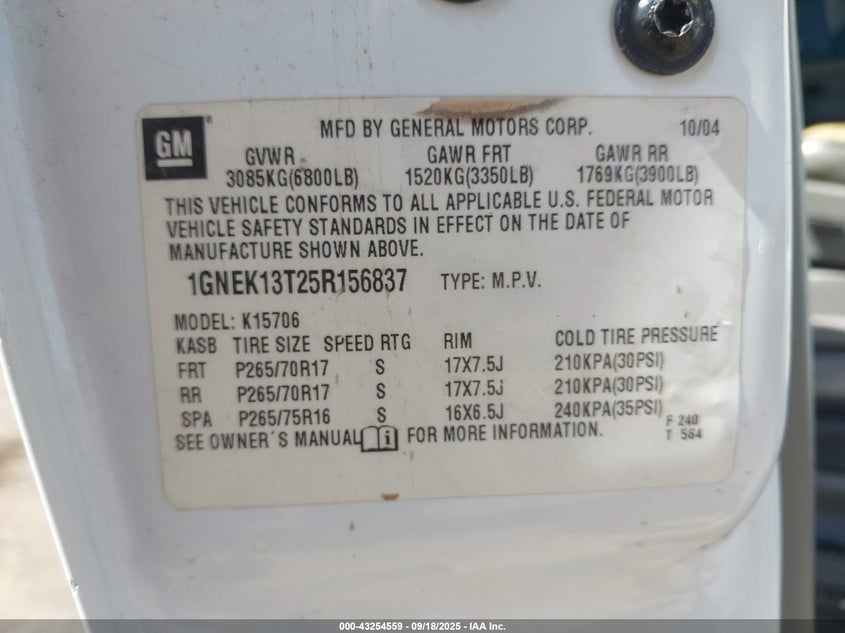 GM® MFD BY GENERAL MOTORS CORP. 10/04
GVWR GAWR FRT GAWR RR
3085KG(6800LB) 1520KG(3350LB) 1769KG(3900LB)
THIS VEHICLE CONFORMS TO ALL APPLICABLE U.S. FEDERAL MOTOR
VEHICLE SAFETY STANDARDS IN EFFECT ON THE DATE OF
MANUFACTURE SHOWN ABOVE.
1GNEK13T25R156837 TYPE: M.P.V.
MODEL: K15706
KASB TIRE SIZE SPEED RTG RIM COLD TIRE PRESSURE
FRT P265/70R17 S 17X7.5J 210KPA(30PSI)
RR P265/70R17 S 17X7.5J 210KPA(30PSI)
SPA P265/75R16 S 16X6.5J 240KPA(35PSI)
SEE OWNER´S MANUAL i FOR MORE INFORMATION.
F 240
T 564
000-43254559 - 09/18/2025 - IAA Inc.